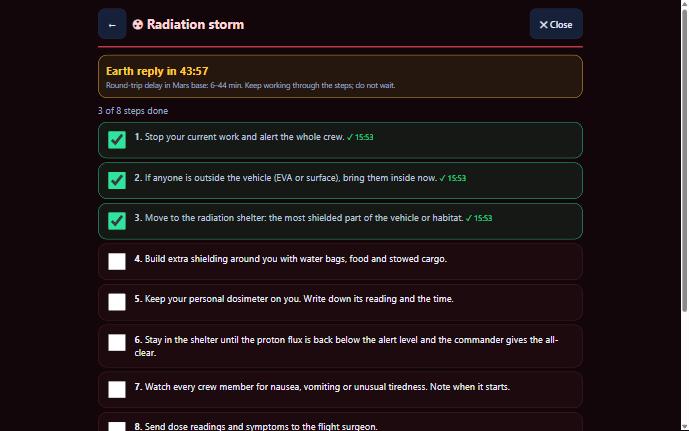 ← ☢ Radiation storm ✕ Close
Earth reply in 43:57
Round-trip delay in Mars base: 6–44 min. Keep working through the steps; do not wait.
3 of 8 steps done
1. Stop your current work and alert the whole crew. ✓ 15:53
2. If anyone is outside the vehicle (EVA or surface), bring them inside now. ✓ 15:53
3. Move to the radiation shelter: the most shielded part of the vehicle or habitat. ✓ 15:53
4. Build extra shielding around you with water bags, food and stowed cargo.
5. Keep your personal dosimeter on you. Write down its reading and the time.
6. Stay in the shelter until the proton flux is back below the alert level and the commander gives the all-
clear.
7. Watch every crew member for nausea, vomiting or unusual tiredness. Note when it starts.
8. Send dose readings and symptoms to the flight surgeon.